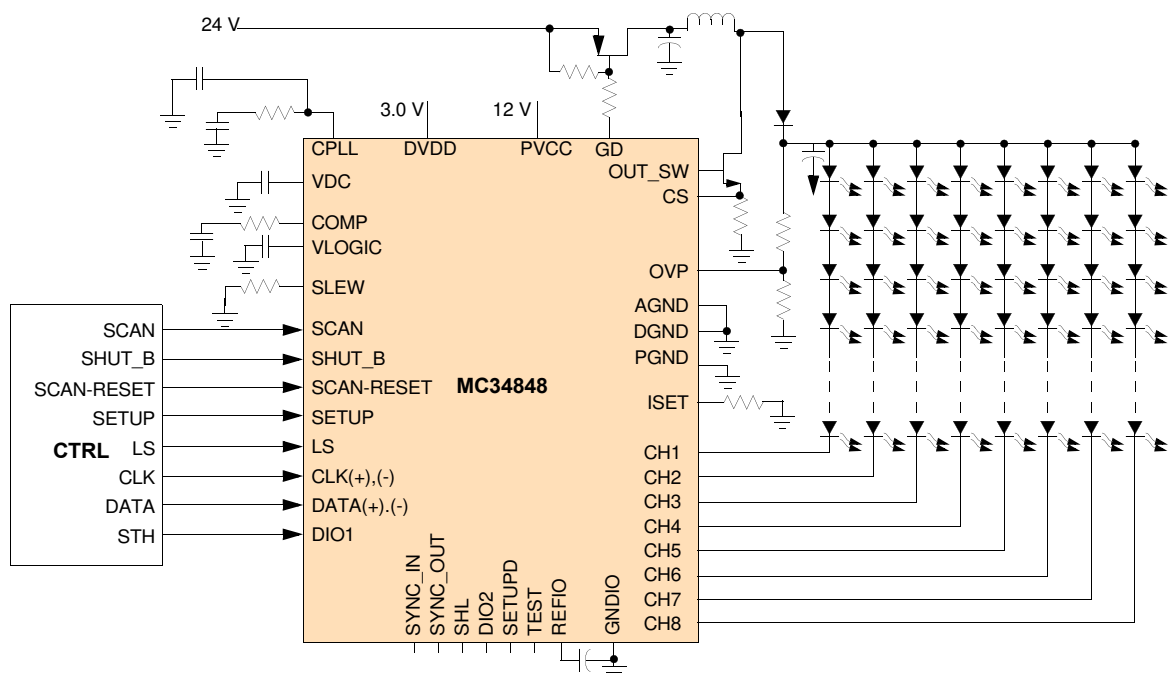 24 V
3.0 V
12 V
CPLL
DVDD
PVCC
GD
VDC
COMP
VLOGIC
SLEW
OUT_SW
CS
OVP
AGND
DGND
PGND
ISET
SCAN
SHUT_B
SCAN-RESET
SETUP
CTRL
LS
CLK
DATA
STH
SCAN
SHUT_B
SCAN-RESET
SETUP
LS
CLK(+),(-)
DATA(+).(-)
DIO1
MC34848
CH1
CH2
CH3
CH4
CH5
CH6
CH7
CH8
SYNC_IN
SYNC_OUT
SHL
DIO2
SETUPD
TEST
REFIO
GNDIO